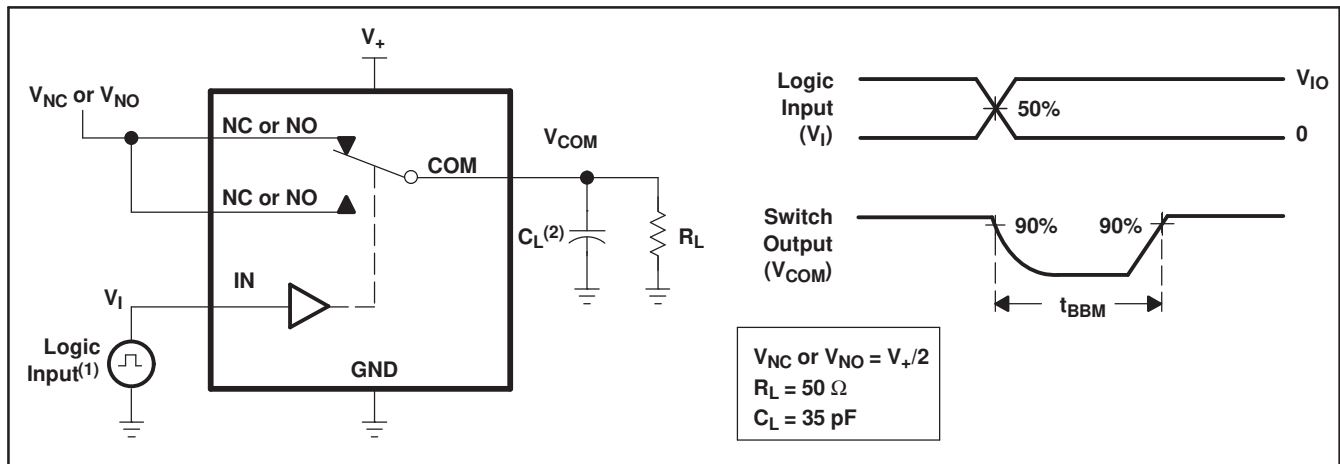 V+
VNC or VNO
NC or NO
COM
VCOM
NC or NO
CL(2)
RL
IN
VI
Logic
Input(1)
GND
Logic
Input
(VI)
50%
VIO
0
Switch
Output
(VCOM)
90%
90%
tBBM
VNC or VNO = V+/2
RL = 50 Ω
CL = 35 pF